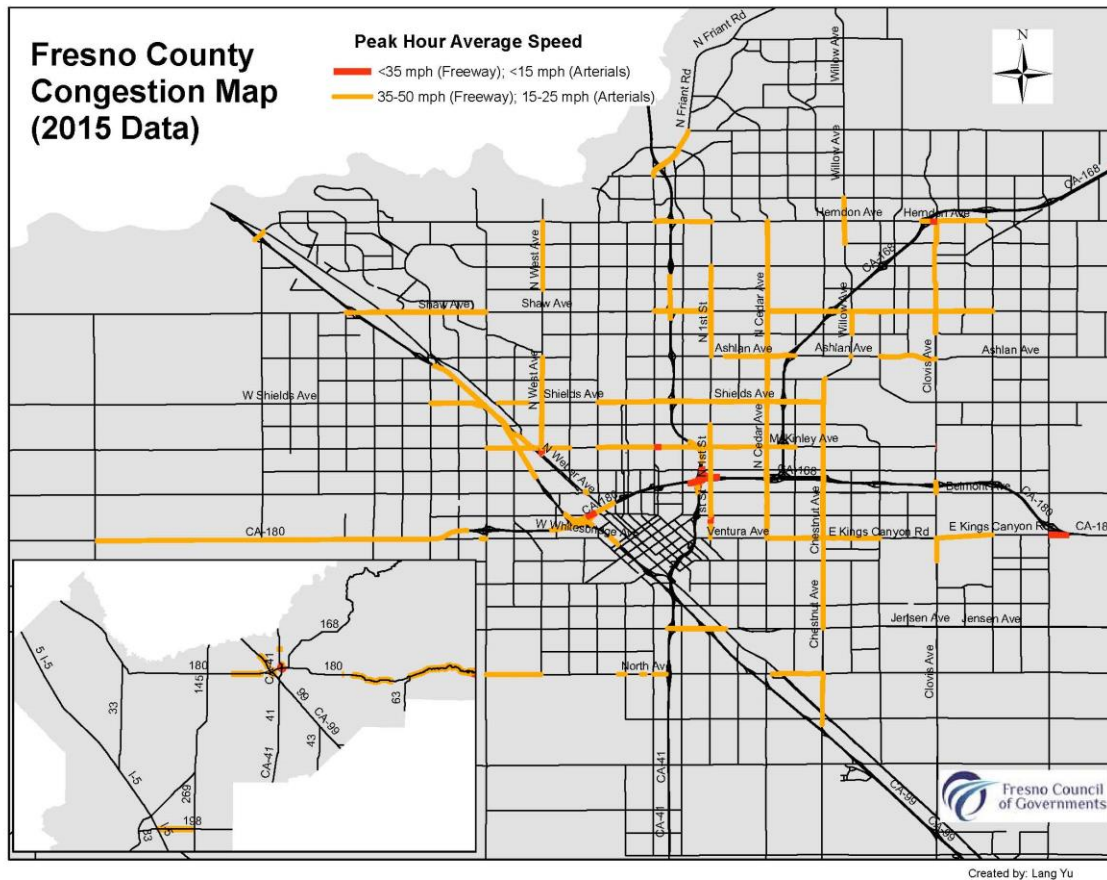 Fresno County
Congestion Map
(2015 Data)
Peak Hour Average Speed
<35 mph (Freeway); <15 mph (Arterials)
35-50 mph (Freeway); 15-25 mph (Arterials)
N
N Friant Rd
N Friant Rd
Willow Ave
Willow Ave
CA-168
Herndon Ave
Herndon Ave
CA-168
N West Ave
Shaw Ave
Shaw Ave
N 1st St
N Cedar Ave
Willow Ave
Ashlan Ave
Ashlan Ave
Ashlan Ave
Clovis Ave
N West Ave
W Shields Ave
Shields Ave
Shields Ave
N Weber Ave
N 1st St
N Cedar Ave
McKinley Ave
CA-168
CA-180
1st St
Belmont Ave
CA-180
CA-180
W Whitesbridge Ave
Ventura Ave
Chestnut Ave
E Kings Canyon Rd
E Kings Canyon Rd
CA-18
Chestnut Ave
Jensen Ave
Jensen Ave
North Ave
Clovis Ave
CA-41
CA-41
CA-99
CA-99
5 I-5
33
180
145
CA-41
168
180
63
41
99
CA-99
43
CA-41
I-5
269
198
33
I-5
Fresno Council
of Governments
Created by: Lang Yu